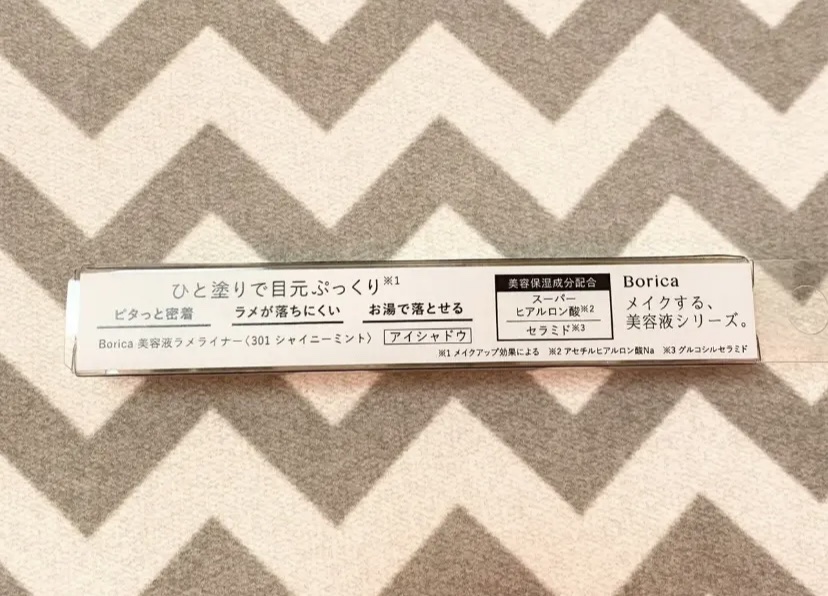 ひと塗りで目元ぷっくり※1
ピタっと密着 ラメが落ちにくい お湯で落とせる
Borica 美容液ラメライナー〈301 シャイニーミント〉 アイシャドウ
美容保湿成分配合
スーパー
ヒアルロン酸※2
セラミド※3
Borica
メイクする、
美容液シリーズ。
※1 メイクアップ効果による ※2 アセチルヒアルロン酸Na ※3 グルコシルセラミド